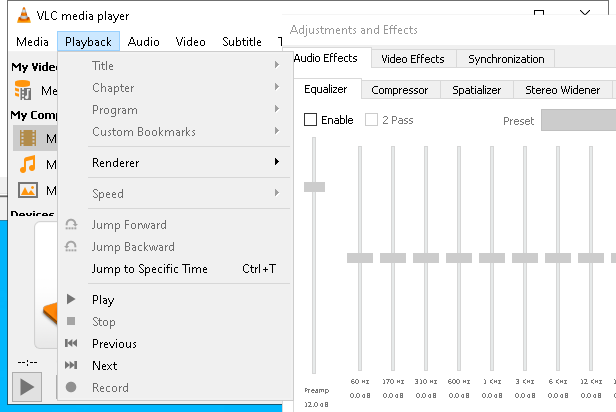 VLC media player
Media Playback Audio Video Subtitle T
My Vide
Me
My Comp
M
M
M
Devices
--:--
Title
Chapter
Program
Custom Bookmarks
Renderer
Speed
Jump Forward
Jump Backward
Jump to Specific Time Ctrl+T
Play
Stop
Previous
Next
Record
Adjustments and Effects
Audio Effects Video Effects Synchronization
Equalizer Compressor Spatializer Stereo Widener
Enable 2 Pass Preset
60 Hz 170 Hz 310 Hz 600 Hz 1 KHz 3 KHz 6 KHz 12 KHz
Preamp 0.0 dB 0.0 dB 0.0 dB 0.0 dB 0.0 dB 0.0 dB 0.0 dB 0.0 dB
12.0 dB